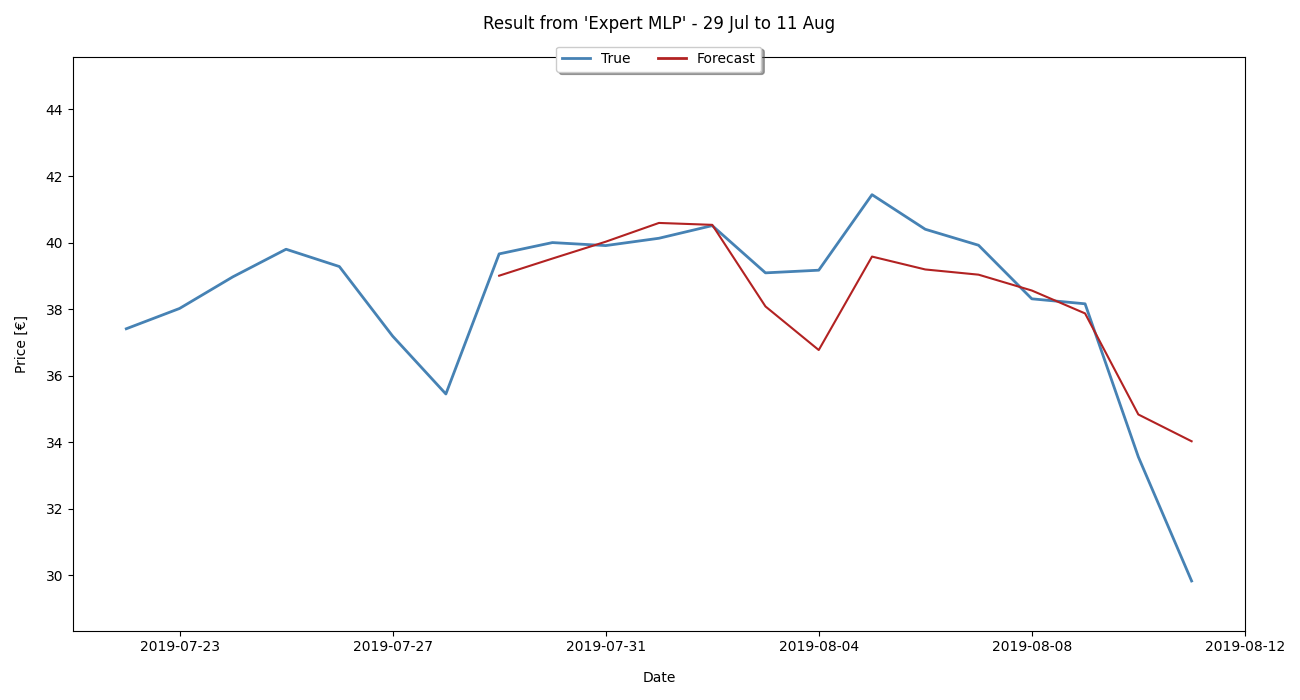 Result from 'Expert MLP' - 29 Jul to 11 Aug
True Forecast
44
42
40
38
36
34
32
30
Price [€]
2019-07-23 2019-07-27 2019-07-31 2019-08-04 2019-08-08 2019-08-12
Date